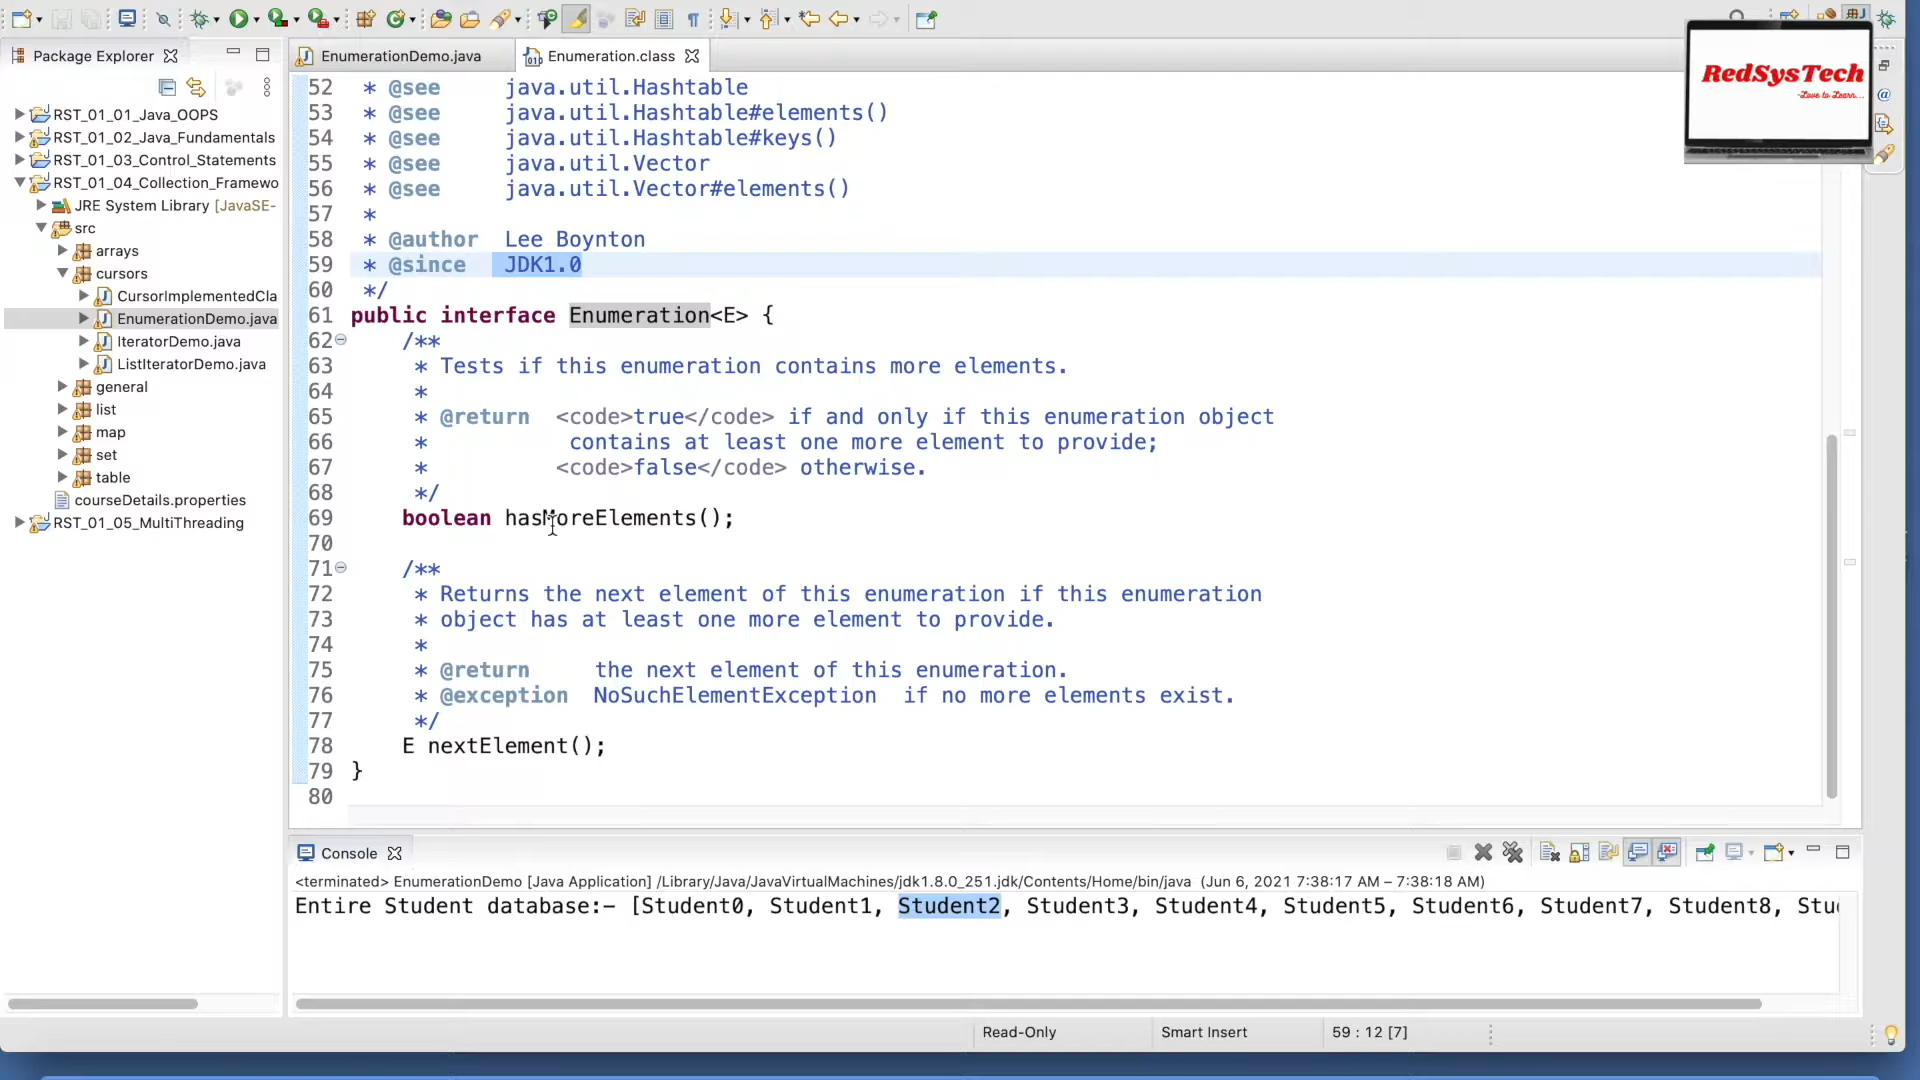 Package Explorer
EnumerationDemo.java
Enumeration.class
RedSysTech
-Love to Learn...
RST_01_01_Java_OOPS
RST_01_02_Java_Fundamentals
RST_01_03_Control_Statements
RST_01_04_Collection_Framewo
JRE System Library [JavaSE-
src
arrays
cursors
CursorImplementedCla
EnumerationDemo.java
IteratorDemo.java
ListIteratorDemo.java
general
list
map
set
table
courseDetails.properties
RST_01_05_MultiThreading
52 * @see java.util.Hashtable
53 * @see java.util.Hashtable#elements()
54 * @see java.util.Hashtable#keys()
55 * @see java.util.Vector
56 * @see java.util.Vector#elements()
57 *
58 * @author Lee Boynton
59 * @since JDK1.0
60 */
61 public interface Enumeration<E> {
62 /**
63 * Tests if this enumeration contains more elements.
64 *
65 * @return <code>true</code> if and only if this enumeration object
66 * contains at least one more element to provide;
67 * <code>false</code> otherwise.
68 */
69 boolean hasMoreElements();
70
71 /**
72 * Returns the next element of this enumeration if this enumeration
73 * object has at least one more element to provide.
74 *
75 * @return the next element of this enumeration.
76 * @exception NoSuchElementException if no more elements exist.
77 */
78 E nextElement();
79 }
80
Console
<terminated> EnumerationDemo [Java Application] /Library/Java/JavaVirtualMachines/jdk1.8.0_251.jdk/Contents/Home/bin/java (Jun 6, 2021 7:38:17 AM – 7:38:18 AM)
Entire Student database:- [Student0, Student1, Student2, Student3, Student4, Student5, Student6, Student7, Student8, Stu
Read-Only
Smart Insert
59 : 12 [7]